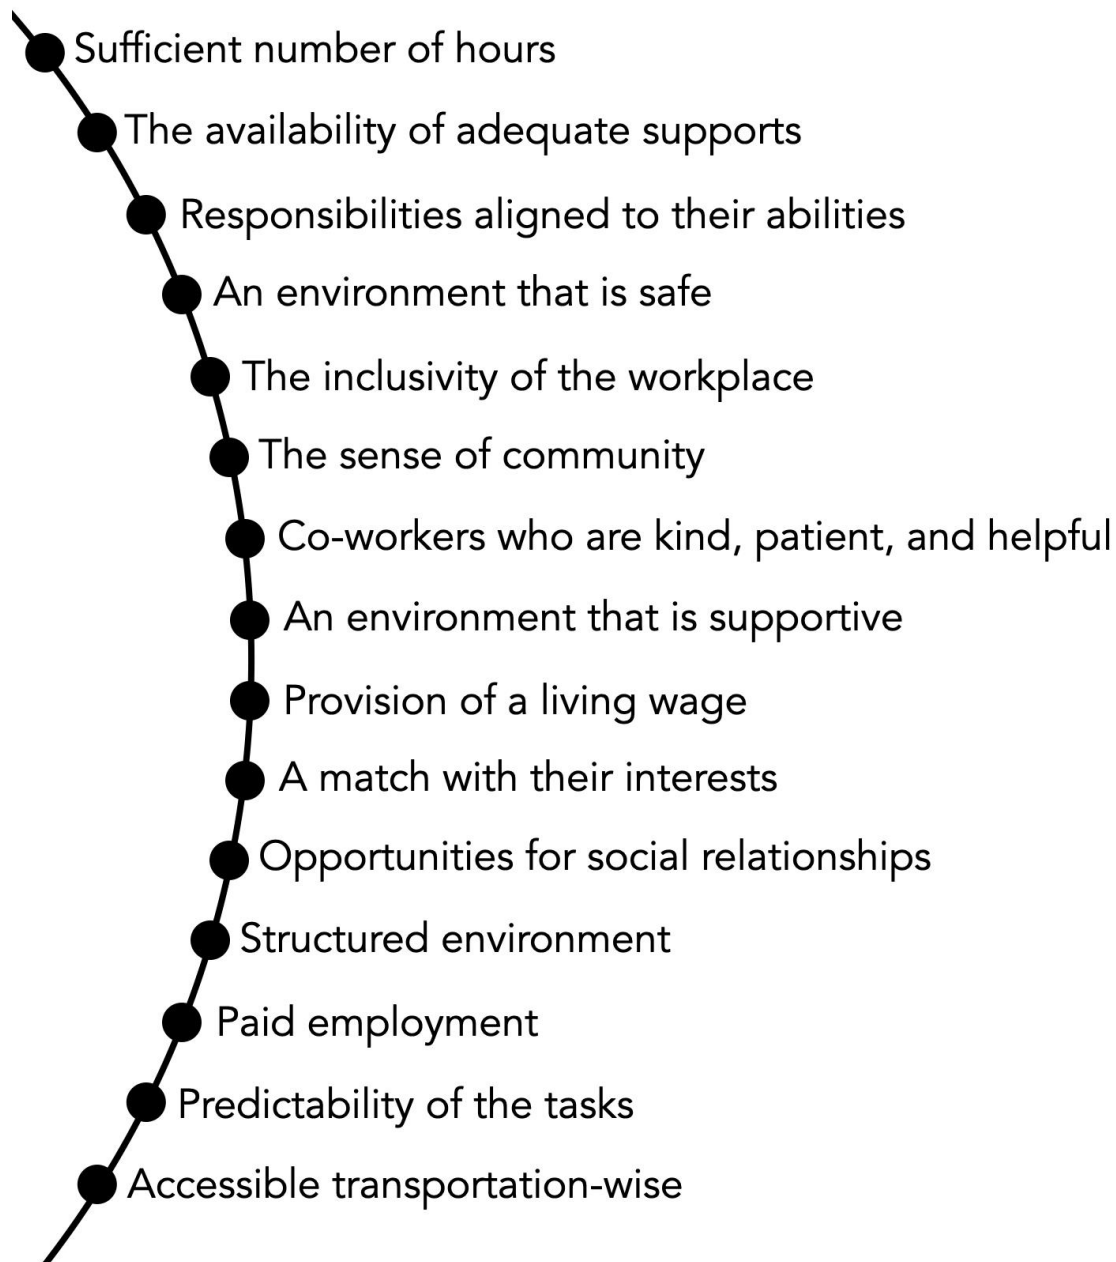 Sufficient number of hours
The availability of adequate supports
Responsibilities aligned to their abilities
An environment that is safe
The inclusivity of the workplace
The sense of community
Co-workers who are kind, patient, and helpful
An environment that is supportive
Provision of a living wage
A match with their interests
Opportunities for social relationships
Structured environment
Paid employment
Predictability of the tasks
Accessible transportation-wise